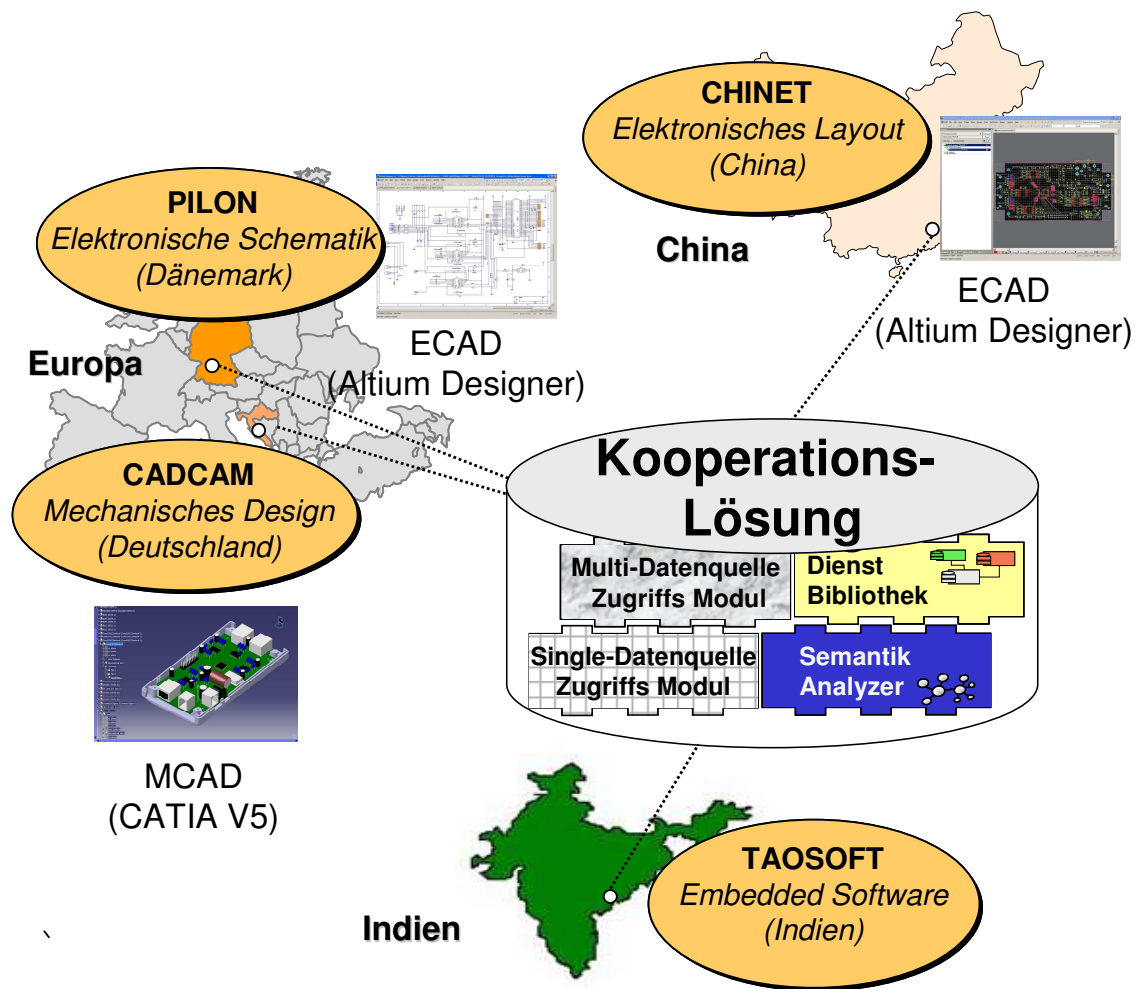 CHINET
Elektronisches Layout
(China)
PILON
Elektronische Schematik
(Dänemark)
China
ECAD
(Altium Designer)
ECAD
(Altium Designer)
Europa
CADCAM
Mechanisches Design
(Deutschland)
MCAD
(CATIA V5)
Kooperations-
Lösung
Multi-Datenquelle
Zugriffs Modul
Dienst
Bibliothek
Single-Datenquelle
Zugriffs Modul
Semantik
Analyzer
Indien
TAOSOFT
Embedded Software
(Indien)